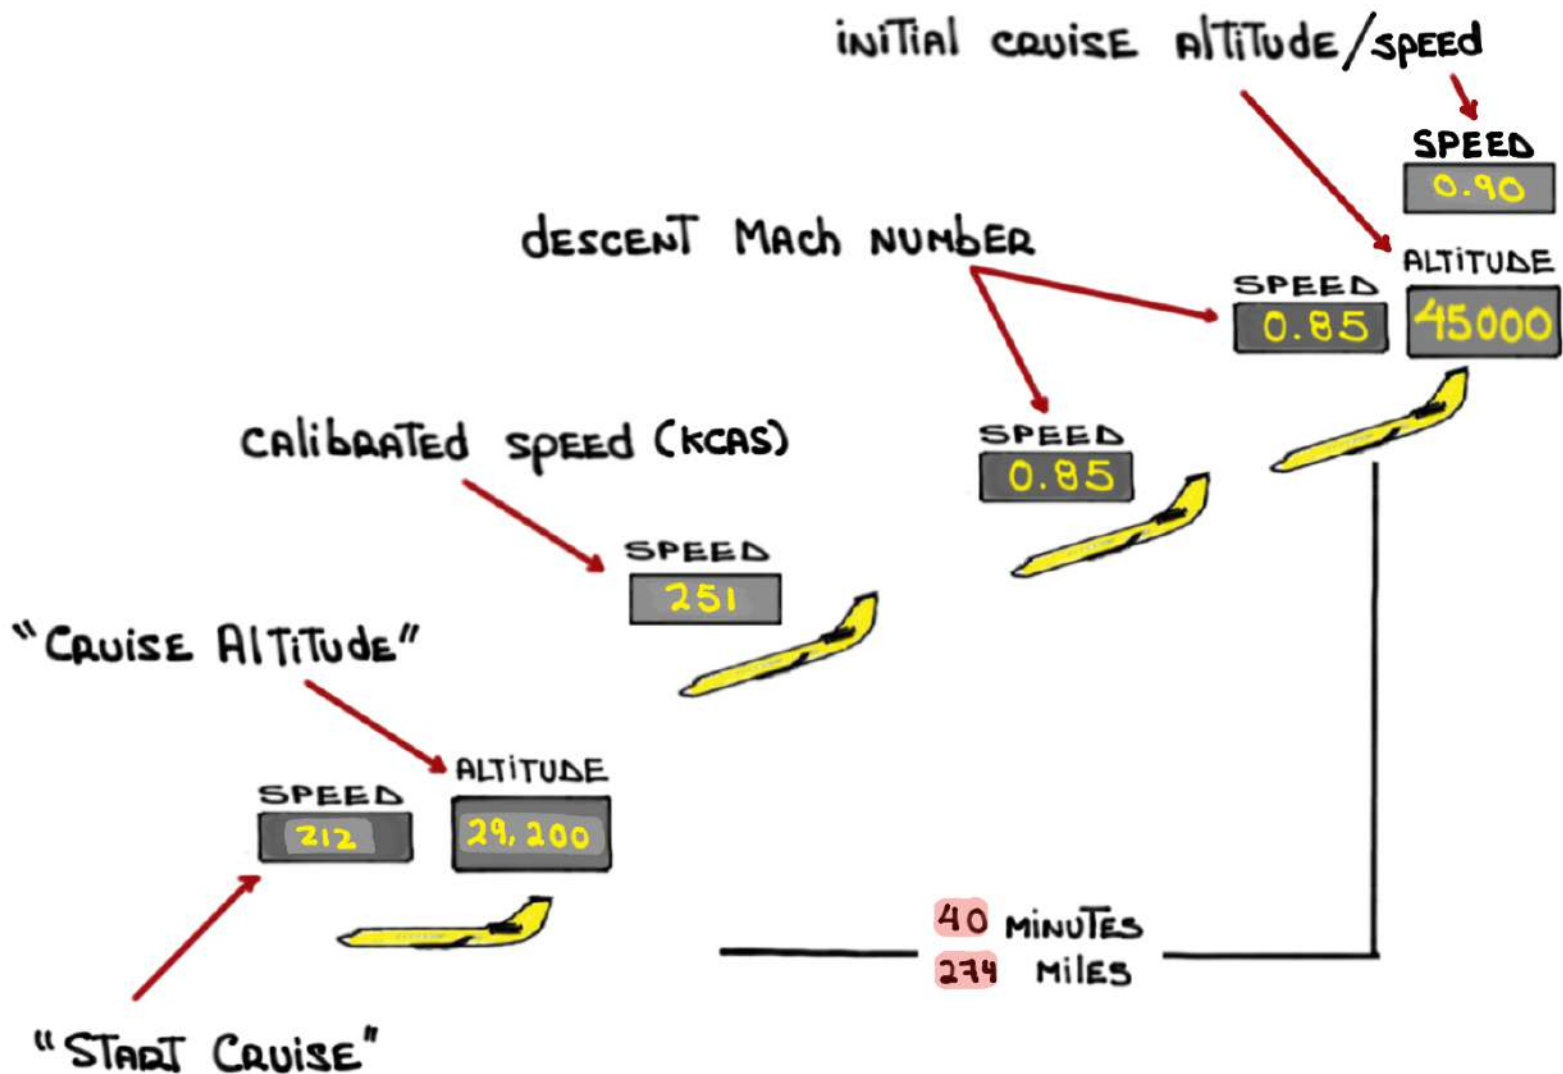 INITIAL CRUISE ALTITUDE/SPEED
SPEED
0.90
DESCENT MACH NUMBER
ALTITUDE
45000
SPEED
0.85
CALIBRATED SPEED (KCAS)
SPEED
0.85
SPEED
251
"CRUISE ALTITUDE"
ALTITUDE
29,200
SPEED
212
40 MINUTES
274 MILES
"START CRUISE"